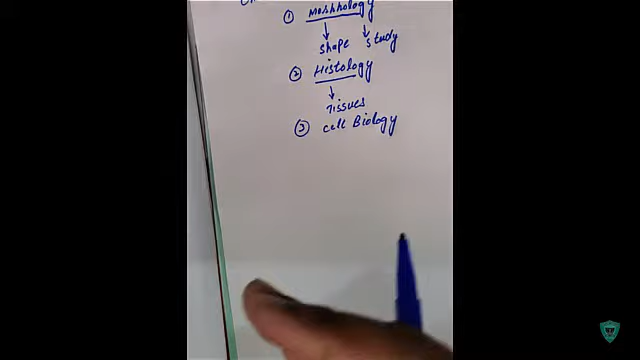 ① Morphology
↓ ↓
shape study
② Histology
↓
Tissues
③ cell Biology